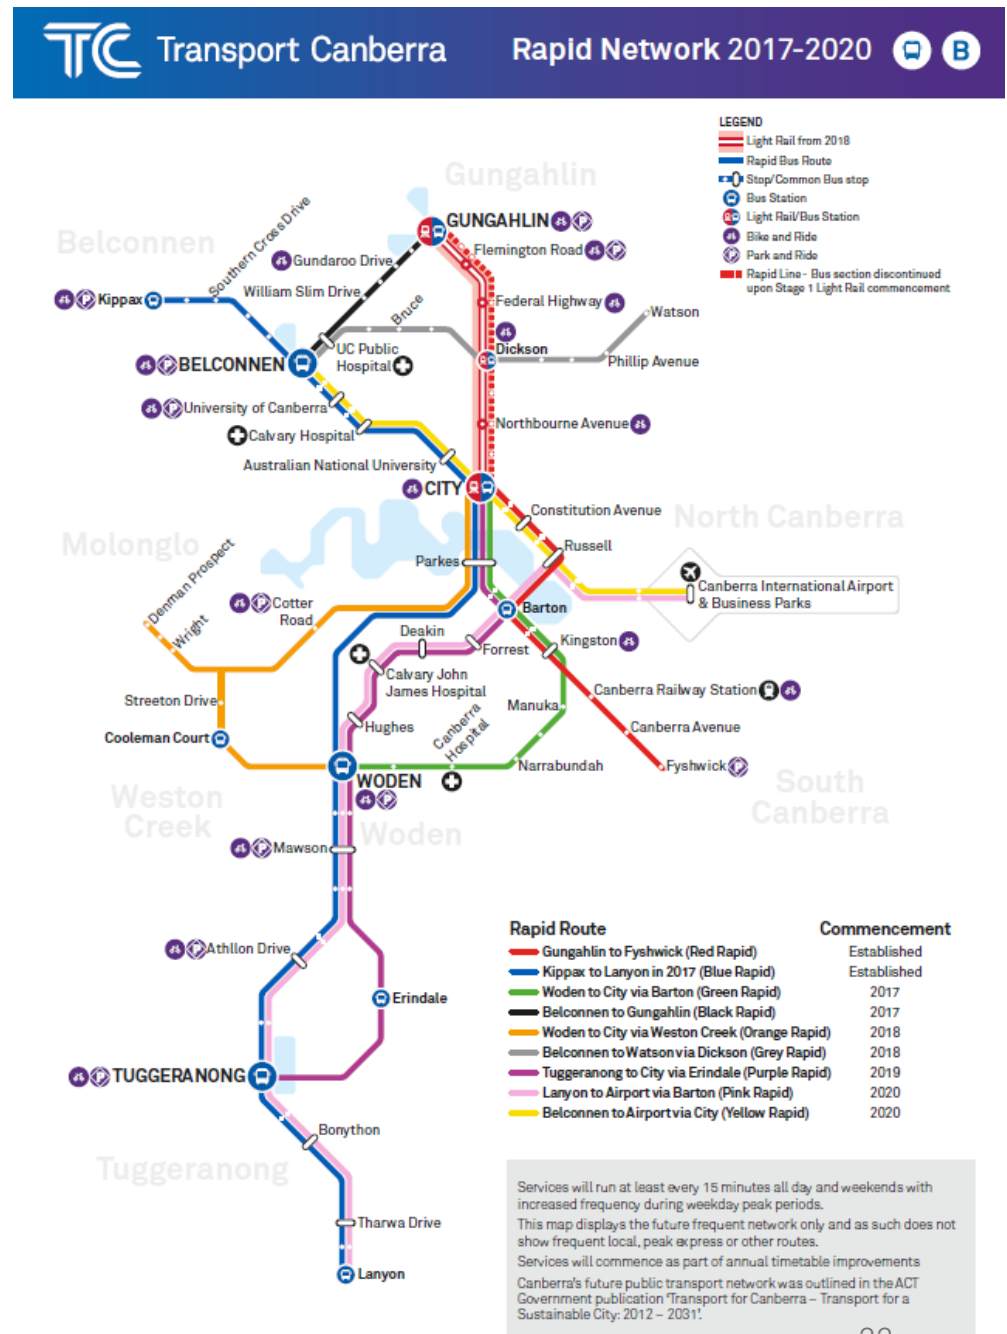 TC Transport Canberra
Rapid Network 2017-2020
B
LEGEND
Light Rail from 2018
Rapid Bus Route
Stop/Common Bus stop
Bus Station
Light Rail/Bus Station
Bike and Ride
Park and Ride
Rapid Line - Bus section discontinued
upon Stage 1 Light Rail commencement
Gungahlin
GUNGAHLIN
Belconnen
Southern Cross Drive
Gundaroo Drive
Flemington Road
William Slim Drive
Kippax
Federal Highway
Bruce
Watson
Dickson
UC Public
Hospital
Phillip Avenue
BELCONNEN
University of Canberra
Northbourne Avenue
Calvary Hospital
Australian National University
CITY
Constitution Avenue
North Canberra
Molonglo
Russell
Parkes
Denman Prospect
Wright
Canberra International Airport
& Business Parks
Cotter
Road
Barton
Deakin
Forrest
Kingston
Calvary John
James Hospital
Canberra Railway Station
Streeton Drive
Manuka
Hughes
Canberra
Hospital
Canberra Avenue
Cooleman Court
Narrabundah
Fyshwick
WODEN
Weston
Creek
South
Canberra
Woden
Mawson
Athllon Drive
Erindale
TUGGERANONG
Bonython
Tuggeranong
Tharwa Drive
Lanyon
Rapid Route Commencement
Gungahlin to Fyshwick (Red Rapid) Established
Kippax to Lanyon in 2017 (Blue Rapid) Established
Woden to City via Barton (Green Rapid) 2017
Belconnen to Gungahlin (Black Rapid) 2017
Woden to City via Weston Creek (Orange Rapid) 2018
Belconnen to Watson via Dickson (Grey Rapid) 2018
Tuggeranong to City via Erindale (Purple Rapid) 2019
Lanyon to Airport via Barton (Pink Rapid) 2020
Belconnen to Airport via City (Yellow Rapid) 2020
Services will run at least every 15 minutes all day and weekends with
increased frequency during weekday peak periods.
This map displays the future frequent network only and as such does not
show frequent local, peak express or other routes.
Services will commence as part of annual timetable improvements
Canberra's future public transport network was outlined in the ACT
Government publication 'Transport for Canberra – Transport for a
Sustainable City: 2012 – 2031'.